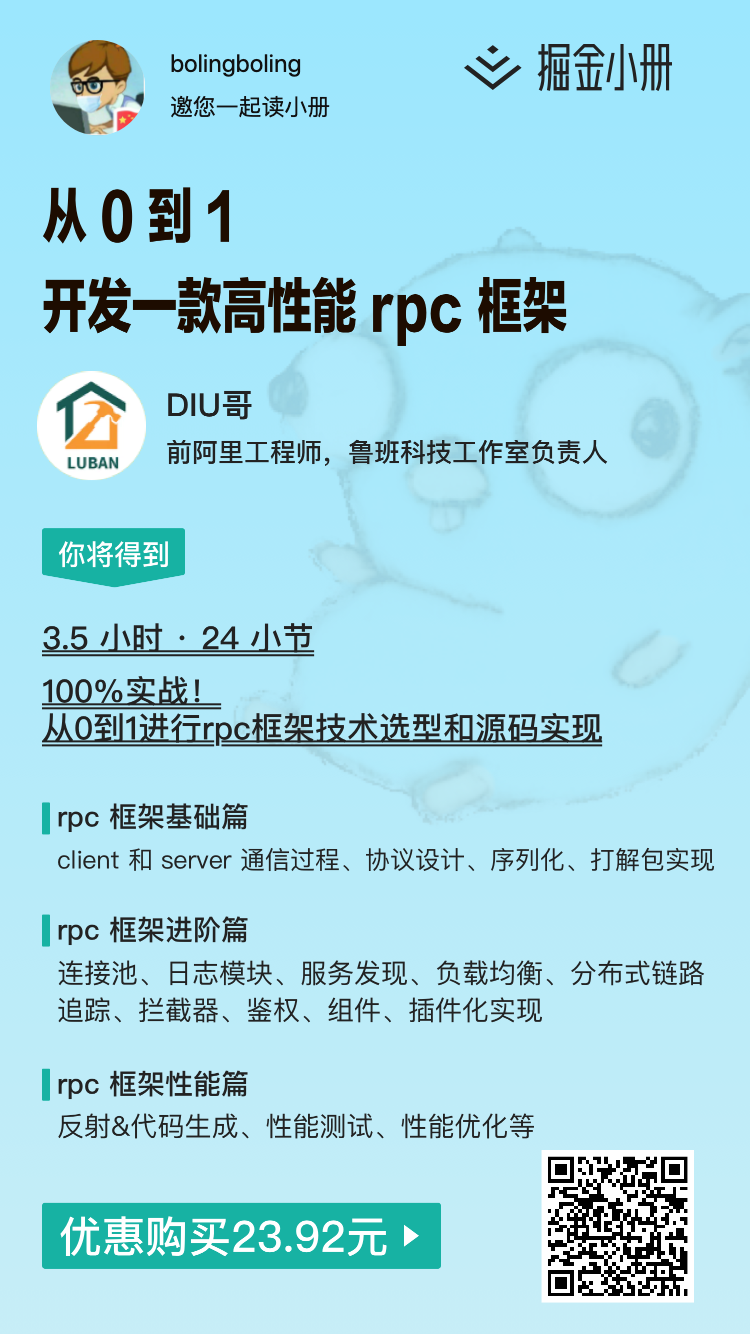 bolingboling
邀您一起读小册
掘金小册
从 0 到 1
开发一款高性能 rpc 框架
LUBAN
DIU哥
前阿里工程师，鲁班科技工作室负责人
你将得到
3.5 小时 · 24 小节
100%实战！
从0到1进行rpc框架技术选型和源码实现
rpc 框架基础篇
client 和 server 通信过程、协议设计、序列化、打解包实现
rpc 框架进阶篇
连接池、日志模块、服务发现、负载均衡、分布式链路
追踪、拦截器、鉴权、组件、插件化实现
rpc 框架性能篇
反射&代码生成、性能测试、性能优化等
优惠购买23.92元